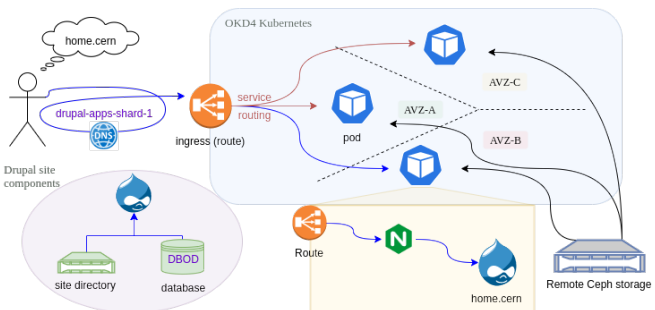 OKD4 Kubernetes
home.cern
AVZ-C
service
routing
drupal-apps-shard-1
AVZ-A
DNS
ingress (route)
pod
AVZ-B
Drupal site
components
N
DBOD
Route
site directory
database
home.cern
Remote Ceph storage